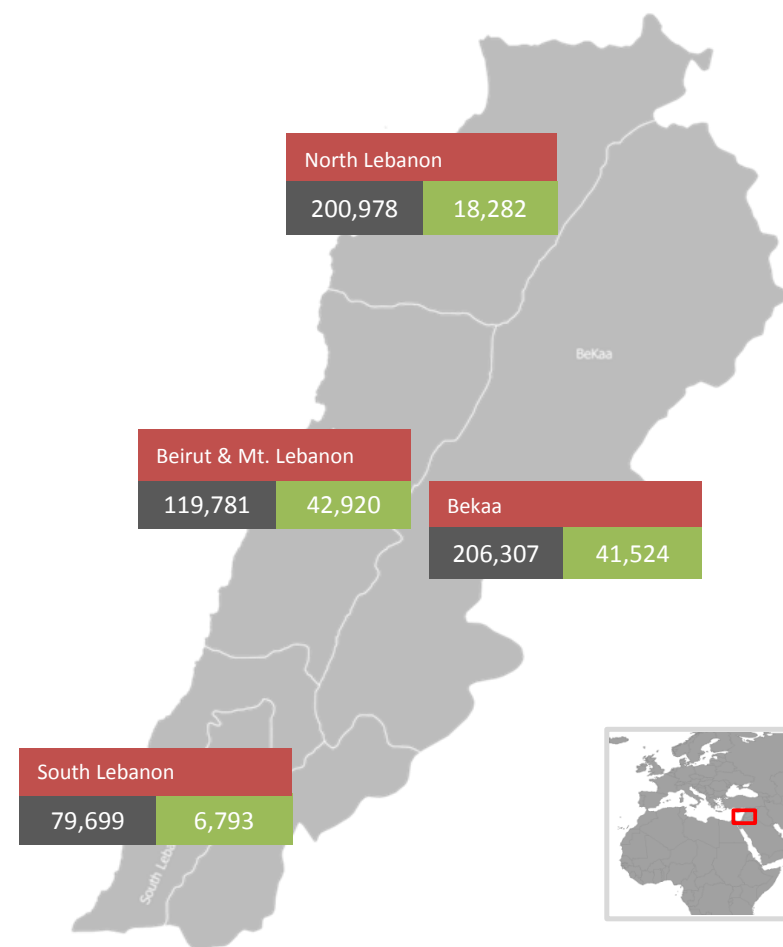 North Lebanon
200,978 18,282
BeKaa
Beirut & Mt. Lebanon
119,781 42,920
Bekaa
206,307 41,524
South Lebanon
79,699 6,793
South